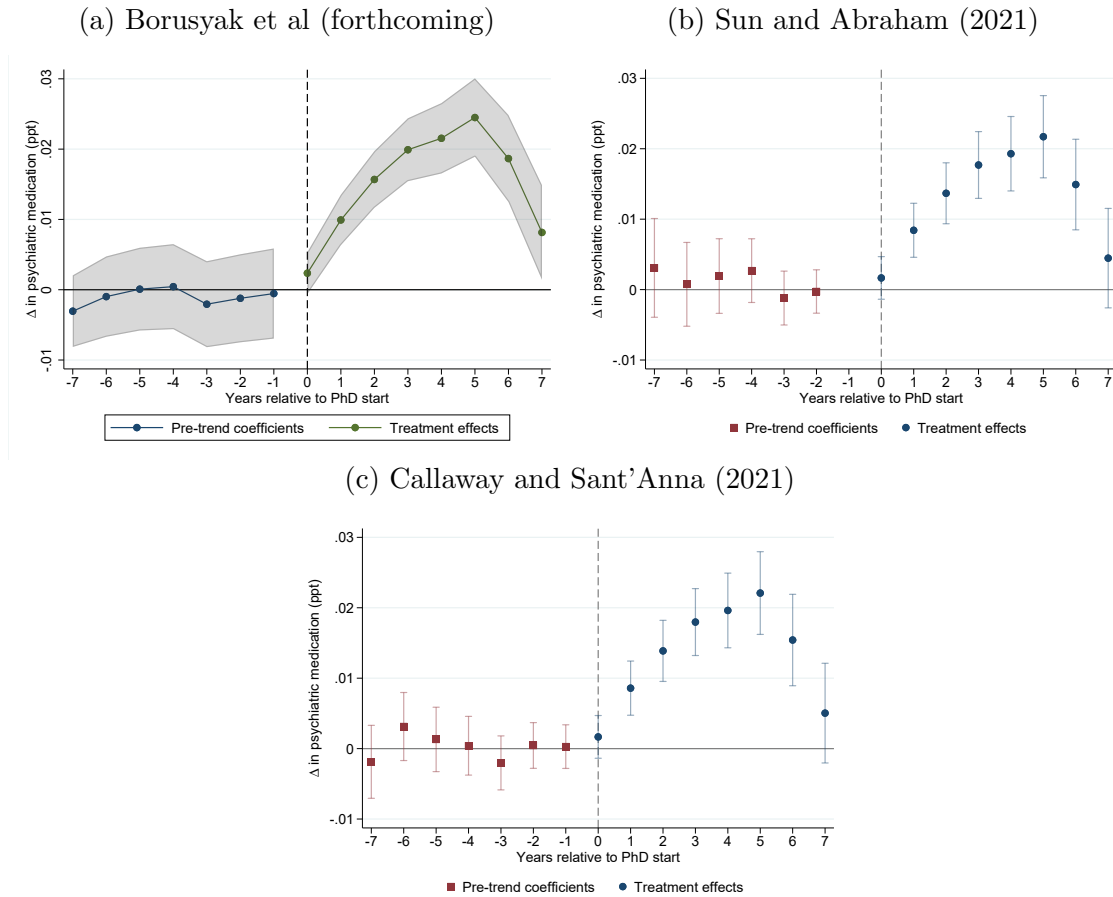 (a) Borusyak et al (forthcoming)
Δ in psychiatric medication (ppt)
.03
.02
.01
0
-.01
-7 -6 -5 -4 -3 -2 -1 0 1 2 3 4 5 6 7
Years relative to PhD start
Pre-trend coefficients Treatment effects
(b) Sun and Abraham (2021)
Δ in psychiatric medication (ppt)
.03
.02
.01
0
-.01
-7 -6 -5 -4 -3 -2 -1 0 1 2 3 4 5 6 7
Years relative to PhD start
Pre-trend coefficients Treatment effects
(c) Callaway and Sant'Anna (2021)
Δ in psychiatric medication (ppt)
.03
.02
.01
0
-.01
-7 -6 -5 -4 -3 -2 -1 0 1 2 3 4 5 6 7
Years relative to PhD start
Pre-trend coefficients Treatment effects